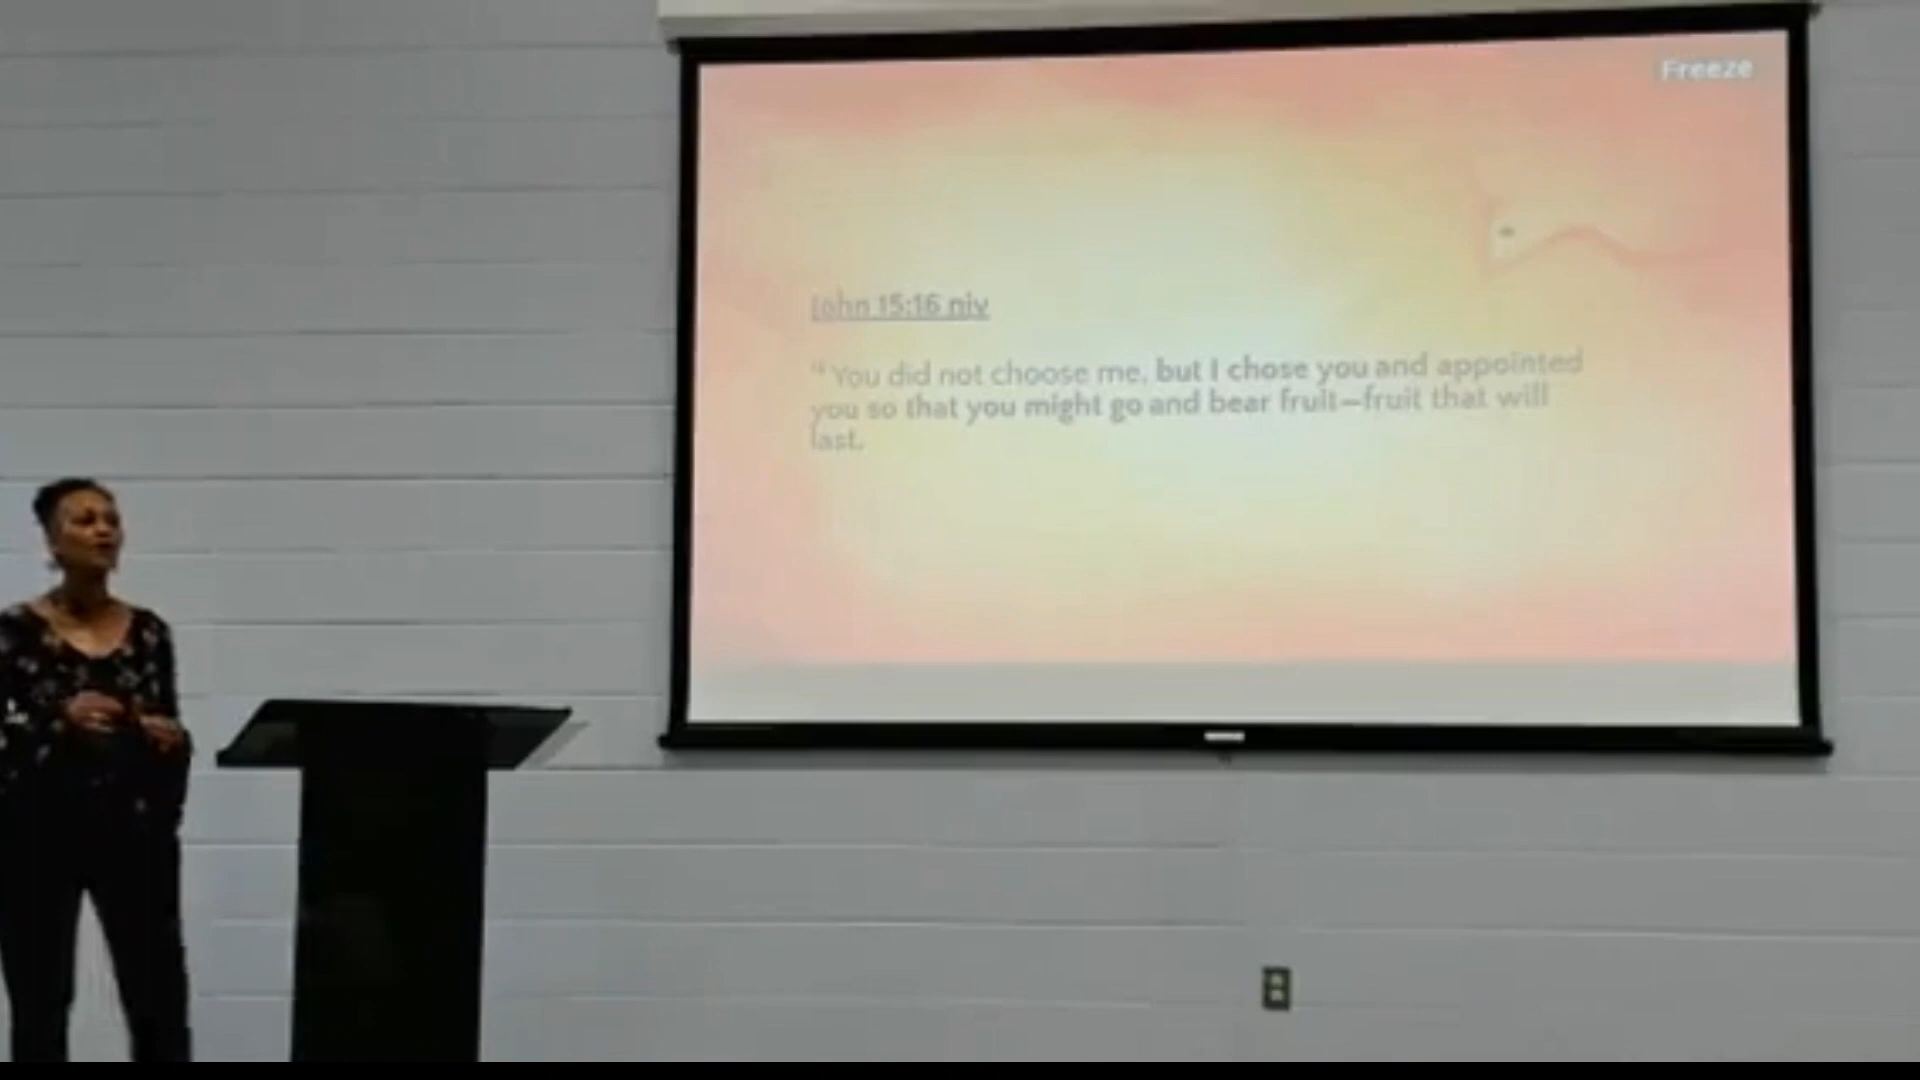 Freeze
John 15:16 niv
“You did not choose me, but I chose you and appointed
you so that you might go and bear fruit—fruit that will
last.